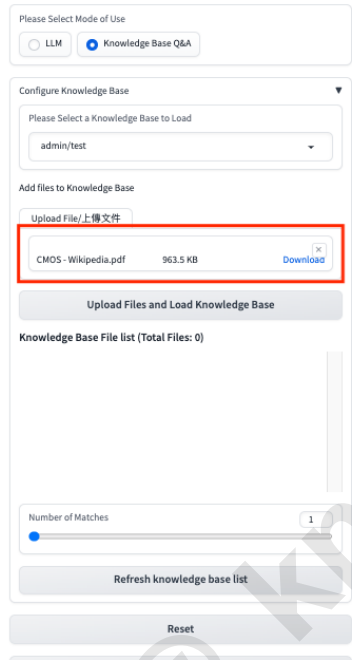 Please Select Mode of Use
LLM
Knowledge Base Q&A
Configure Knowledge Base ▼
Please Select a Knowledge Base to Load
admin/test
Add files to Knowledge Base
Upload File/上傳文件
CMOS - Wikipedia.pdf 963.5 KB Download
Upload Files and Load Knowledge Base
Knowledge Base File list (Total Files: 0)
Number of Matches 1
Refresh knowledge base list
Reset